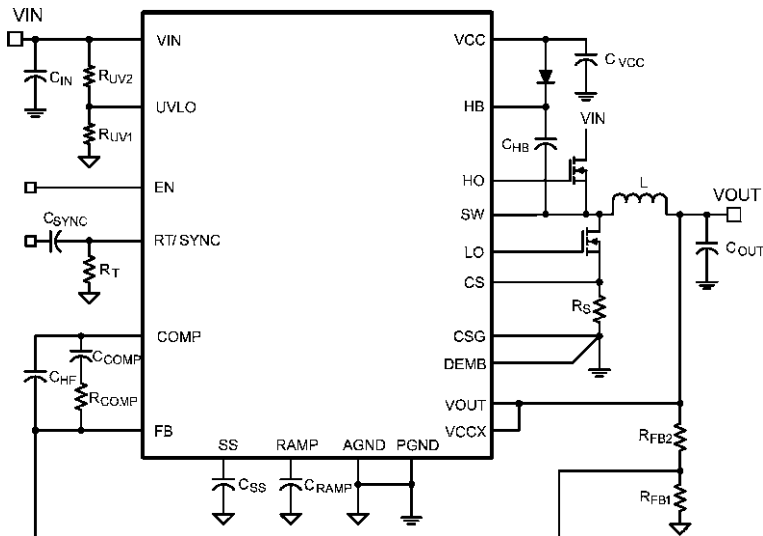 VIN
VIN
VCC
C VCC
CIN
RUV2
UVLO
HB
RUV1
CHB
VIN
EN
HO
L
VOUT
SW
CSYNC
RT/SYNC
LO
COUT
RT
CS
RS
COMP
CSG
CCOMP
DEMB
CHF
RCOMP
VOUT
FB
SS
RAMP
AGND
PGND
VCCX
RFB2
CSS
CRAMP
RFB1